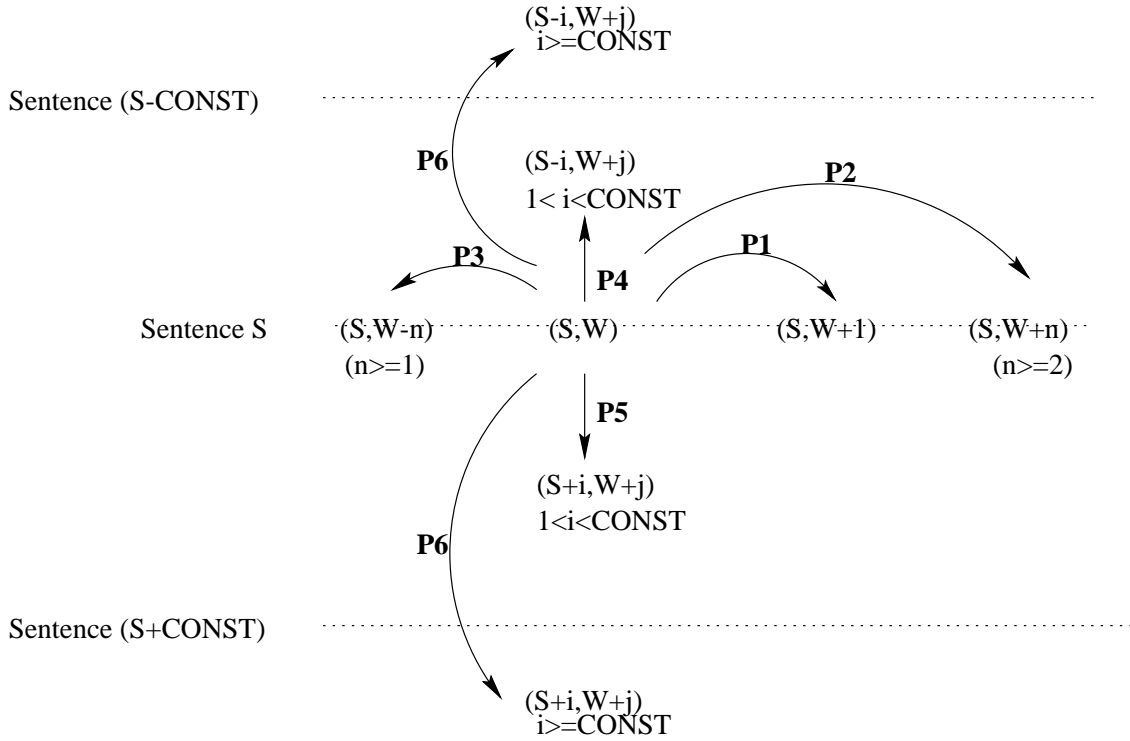 (S-i,W+j)
i>=CONST
Sentence (S-CONST)
P6
(S-i,W+j)
1< i<CONST
P2
P3
P4
P1
Sentence S
(S,W-n)
(S,W)
(S,W+1)
(S,W+n)
(n>=1)
(n>=2)
P5
(S+i,W+j)
1<i<CONST
P6
Sentence (S+CONST)
(S+i,W+j)
i>=CONST